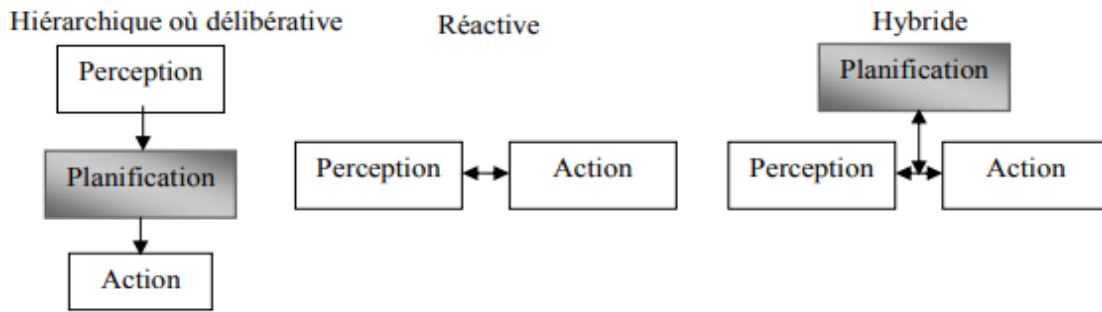 Hiérarchique où délibérative
Perception
Planification
Action
Réactive
Perception
Action
Hybride
Planification
Perception
Action